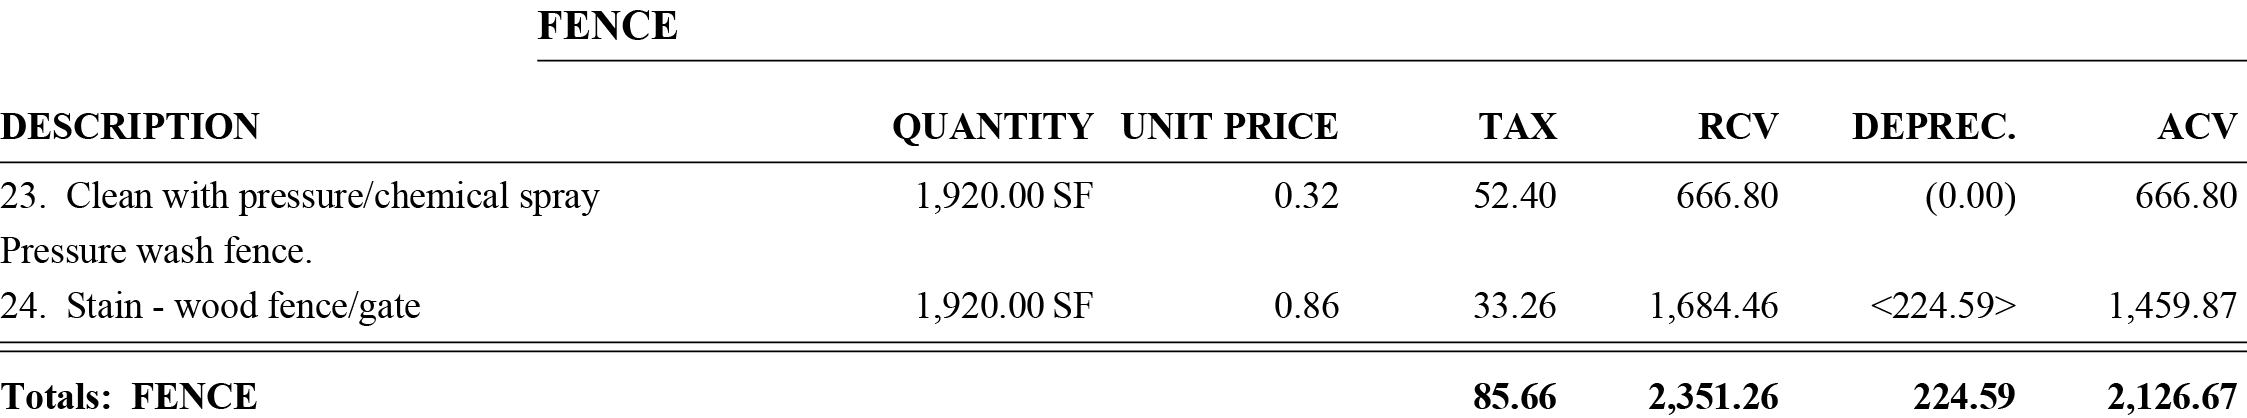 FENCE
DESCRIPTION QUANTITY UNIT PRICE TAX RCV DEPREC. ACV
23. Clean with pressure/chemical spray 1,920.00 SF 0.32 52.40 666.80 (0.00) 666.80
Pressure wash fence.
24. Stain - wood fence/gate 1,920.00 SF 0.86 33.26 1,684.46 <224.59> 1,459.87
Totals: FENCE 85.66 2,351.26 224.59 2,126.67